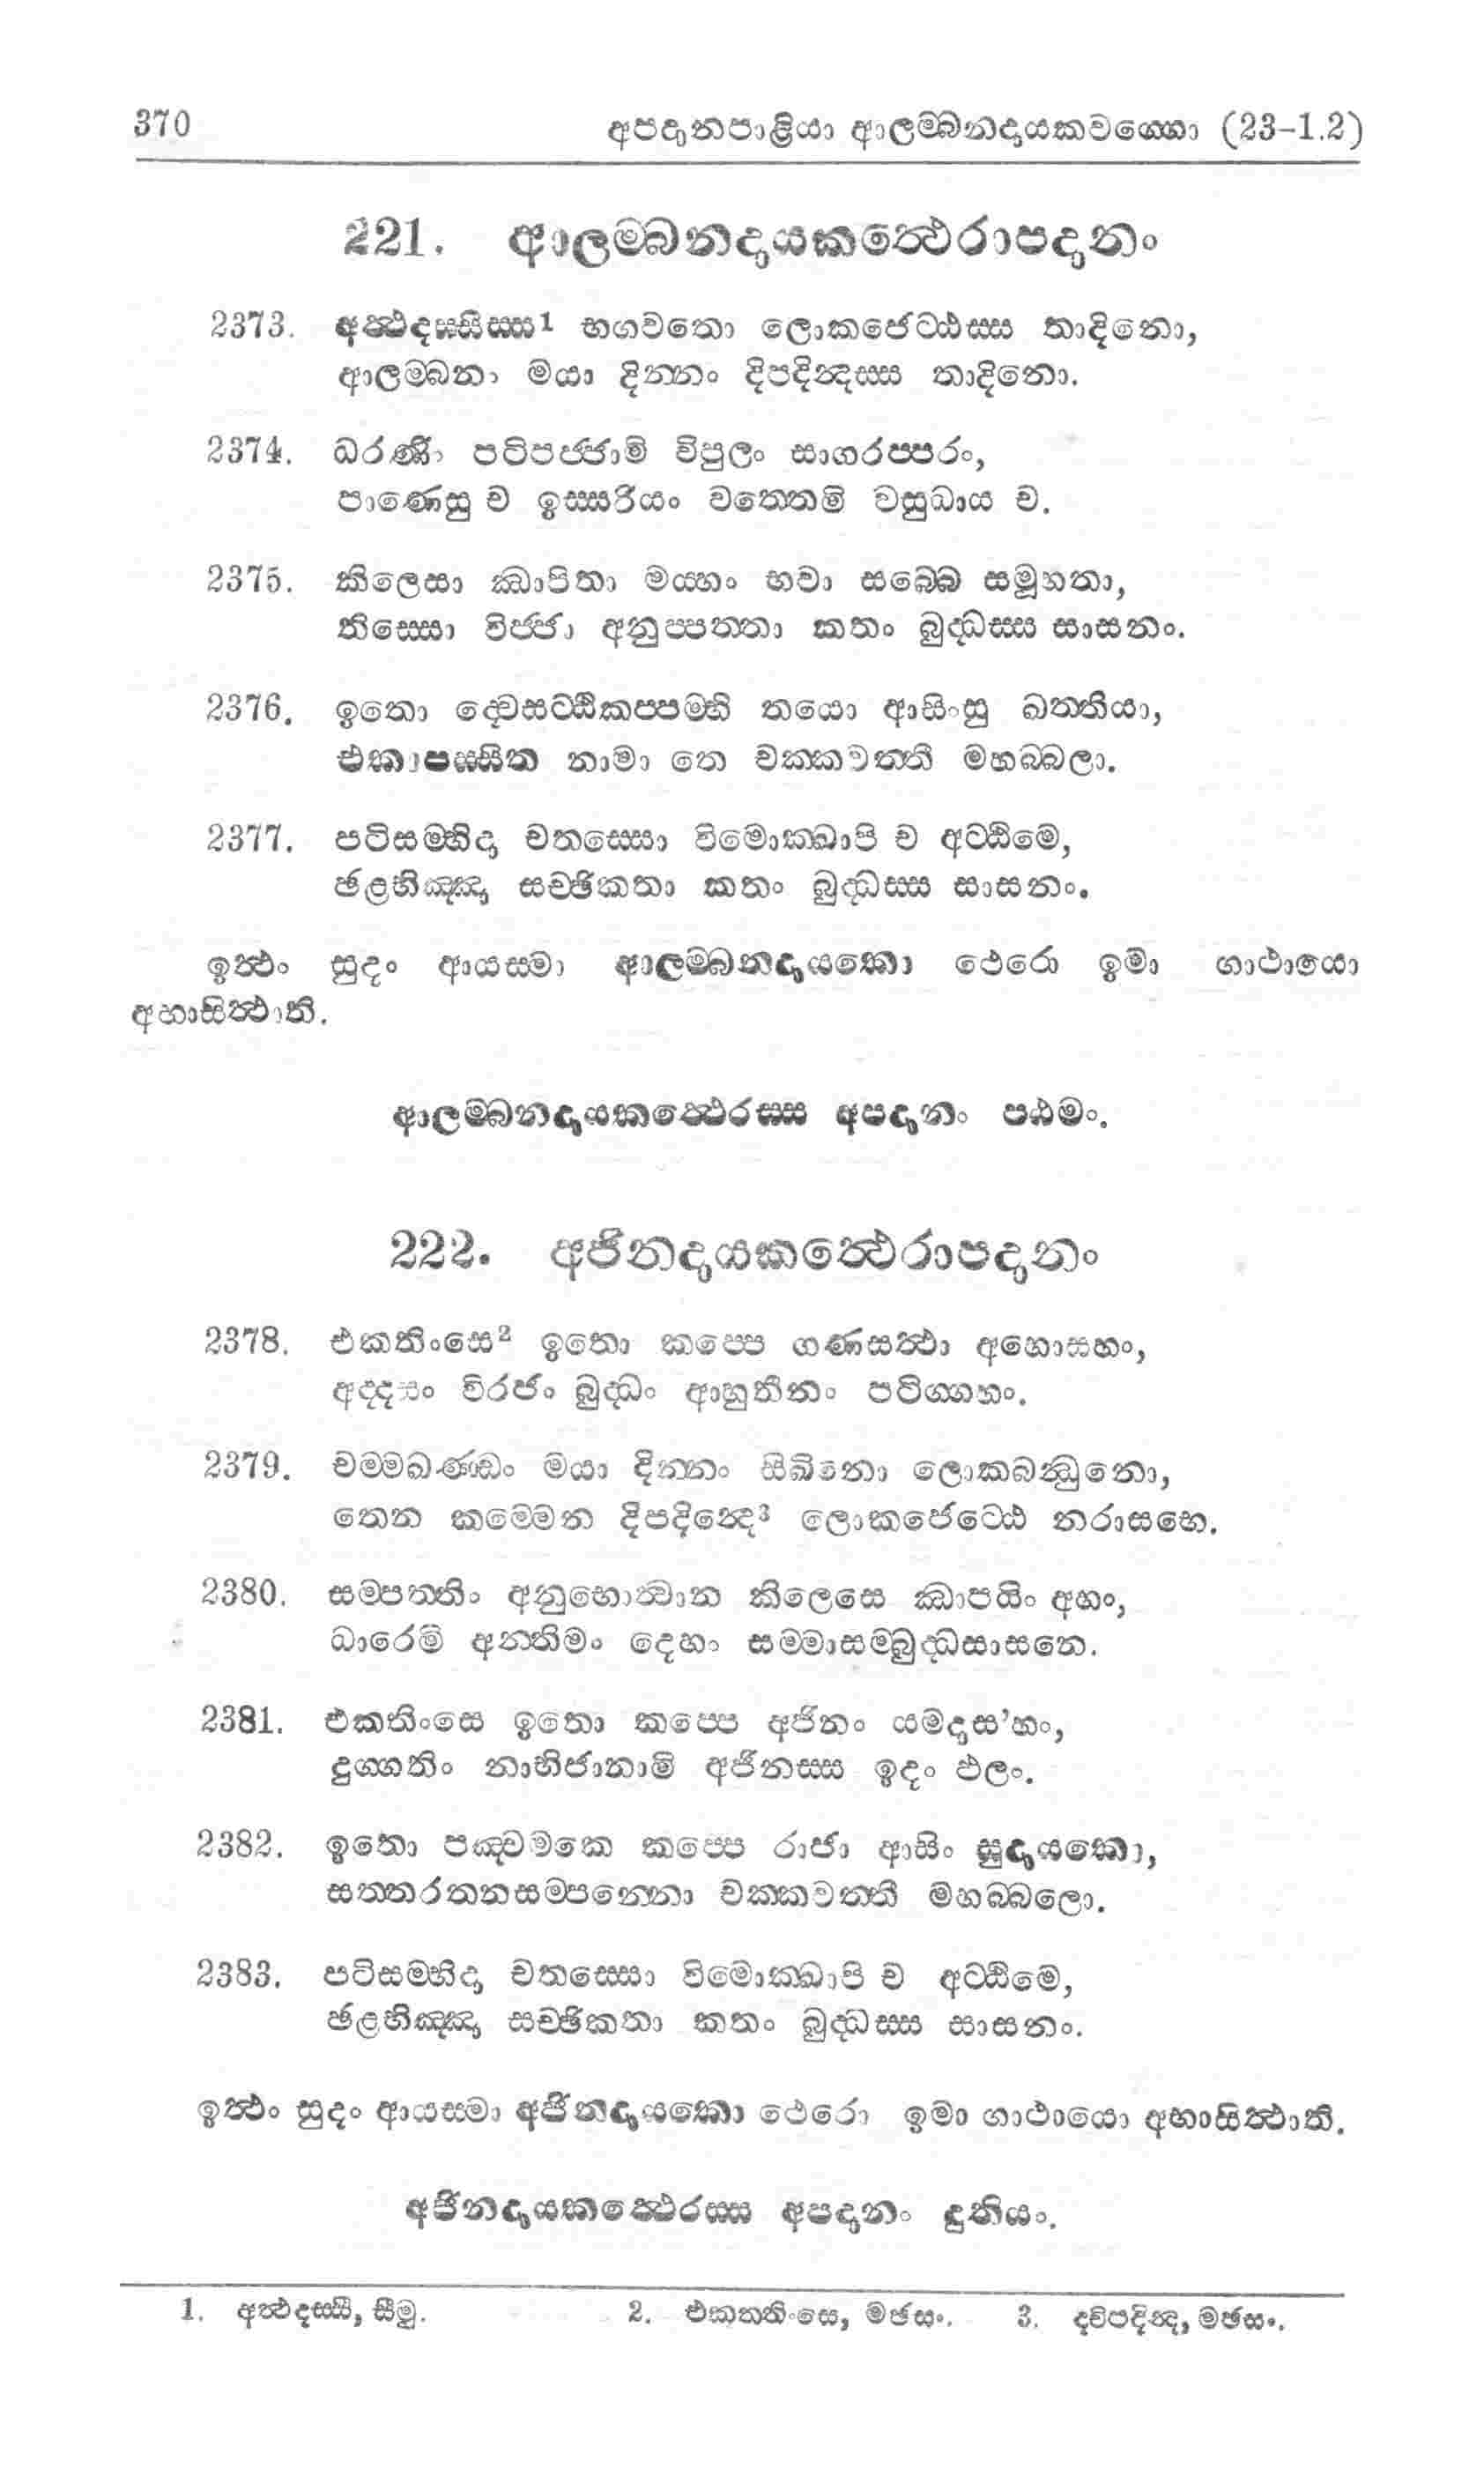 370 අපදානපාළියා ආලම්බනදායකවග්ගො (23-1.2)
221. ආලම්බනදායකත්ථෙරාපදානං
2373. අත්ථදස්සිස්ස1 භගවතො ලොකජෙට්ඨස්ස තාදිනො,
ආලම්බනා මයා දින්නං දිපදින්දස්ස තාදිනො.
2374. ධරණිං පටිපජ්ජාමි විපුලං සාගරප්පරං,
පාණෙසු ච ඉස්සරියං වත්තෙමි වසුධාය ච.
2375. කිලෙසා ඣාපිතා මය්හං භවා සබ්බෙ සමූහතා,
තිස්සො විජ්ජා අනුප්පත්තා කතං බුද්ධස්ස සාසනං.
2376. ඉතො ද්වෙසට්ඨිකප්පම්හි තයො ආසිංසු ඛත්තියා,
එකාපස්සිත නාමා තෙ චක්කවත්තී මහබ්බලා.
2377. පටිසම්භිදා චතස්සො විමොක්ඛාපි ච අට්ඨිමෙ,
ඡළභිඤ්ඤා සච්ඡිකතා කතං බුද්ධස්ස සාසනං.
ඉත්ථං සුදං ආයස්මා ආලම්බනදායකො ථෙරො ඉමා ගාථායො
අභාසිත්ථාති.
ආලම්බනදායකත්ථෙරස්ස අපදානං පඨමං.
222. අජිනදායකත්ථෙරාපදානං
2378. එකතිංසෙ2 ඉතො කප්පෙ ගණසත්ථා අහොසහං,
අද්දසං විරජං බුද්ධං ආහුතීනං පටිග්ගහං.
2379. චම්මඛණ්ඩං මයා දින්නං සිඛිනො ලොකබන්ධුනො,
තෙන කම්මෙන දිපදින්දෙ3 ලොකජෙට්ඨෙ නරාසභෙ.
2380. සම්පත්තිං අනුභොත්වාන කිලෙසෙ ඣාපයිං අහං,
ධාරෙමි අන්තිමං දෙහං සම්මාසම්බුද්ධසාසනෙ.
2381. එකතිංසෙ ඉතො කප්පෙ අජිනං යමදාස’හං,
දුග්ගතිං නාභිජානාමි අජිනස්ස ඉදං ඵලං.
2382. ඉතො පඤ්චමකෙ කප්පෙ රාජා ආසිං සුදායකො,
සත්තරතනසම්පන්නො චක්කවත්තී මහබ්බලො.
2383. පටිසම්භිදා චතස්සො විමොක්ඛාපි ච අට්ඨිමෙ,
ඡළභිඤ්ඤා සච්ඡිකතා කතං බුද්ධස්ස සාසනං.
ඉත්ථං සුදං ආයස්මා අජිනදායකො ථෙරො ඉමා ගාථායො අභාසිත්ථාති.
අජිනදායකත්ථෙරස්ස අපදානං දුතියං.
1. අත්ථදස්සී, සීමු. 2. එකත්තිංසෙ, මඡසං. 3. ද්විපදින්ද, මඡසං.